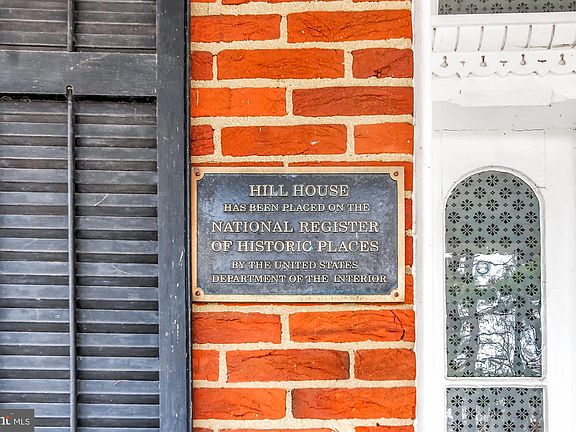 HILL HOUSE
HAS BEEN PLACED ON THE
NATIONAL REGISTER
OF HISTORIC PLACES
BY THE UNITED STATES
DEPARTMENT OF THE INTERIOR
MLS